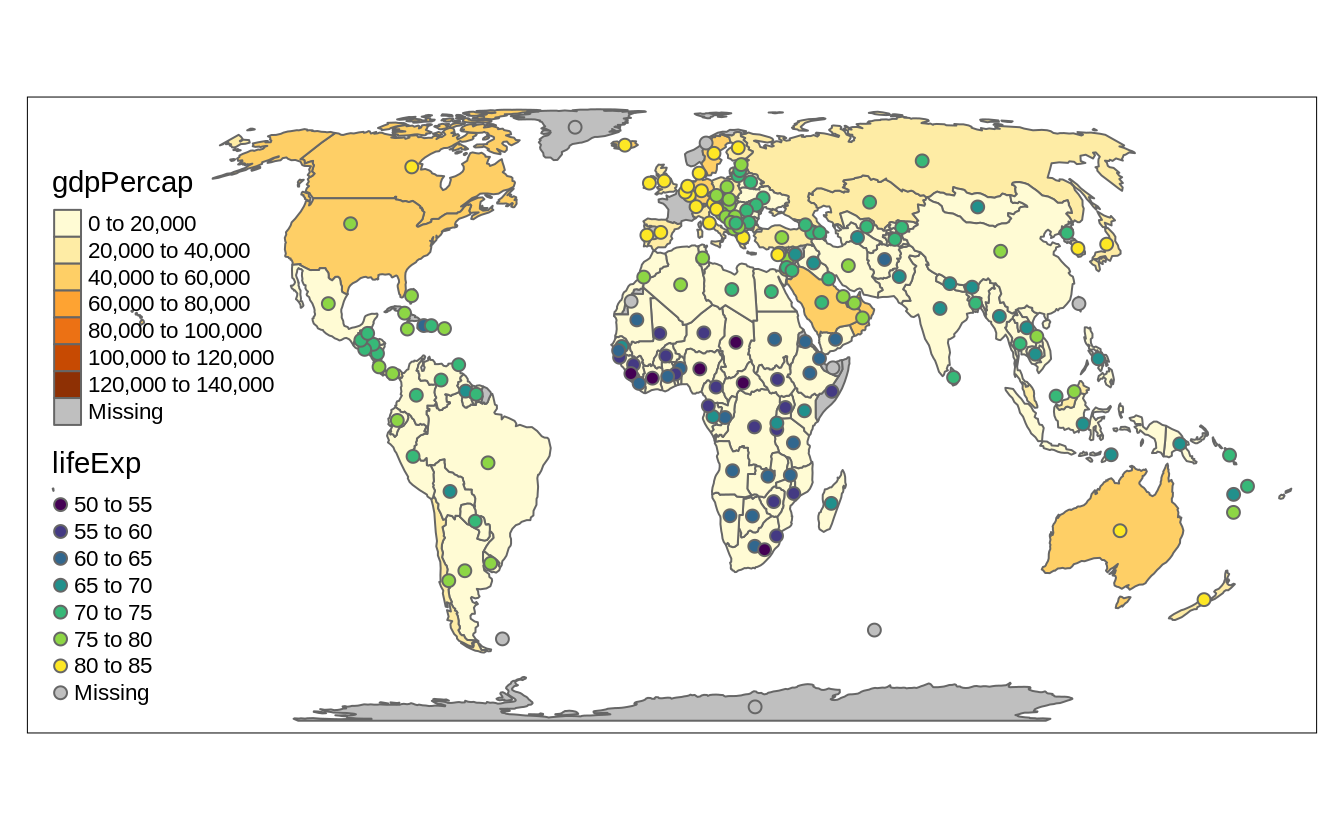 gdpPercap
0 to 20,000
20,000 to 40,000
40,000 to 60,000
60,000 to 80,000
80,000 to 100,000
100,000 to 120,000
120,000 to 140,000
Missing
lifeExp
50 to 55
55 to 60
60 to 65
65 to 70
70 to 75
75 to 80
80 to 85
Missing